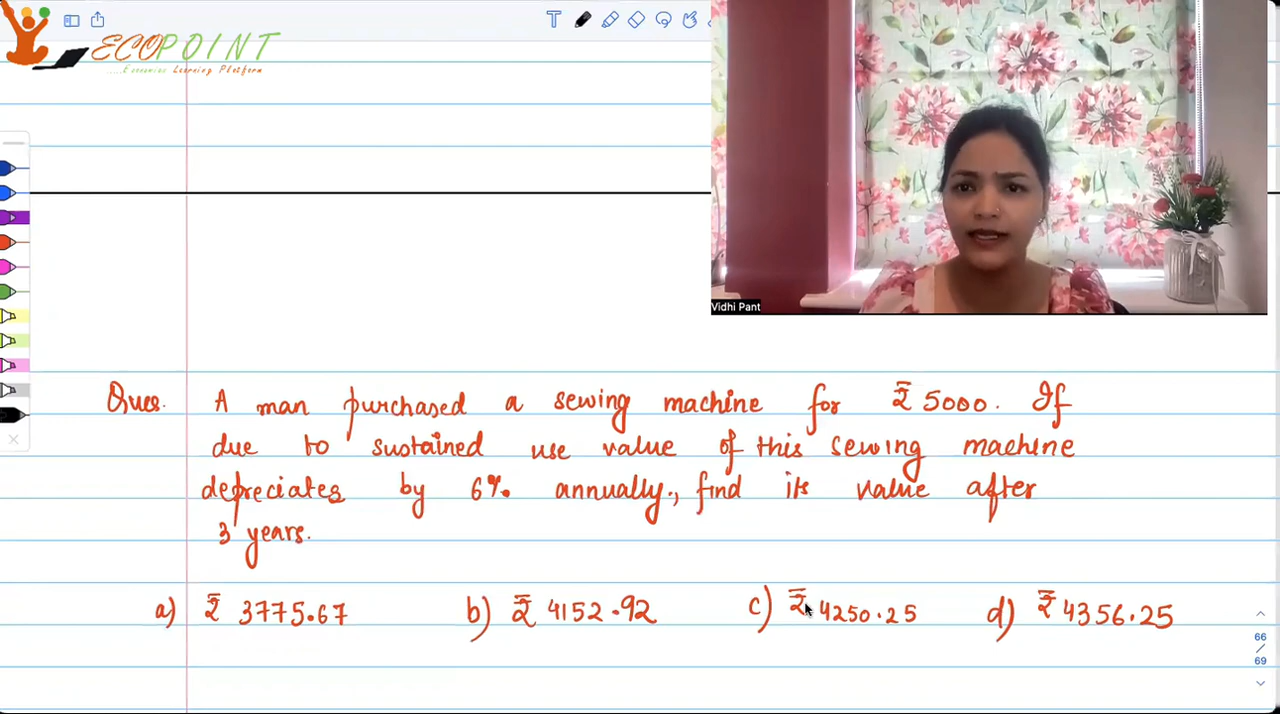 ECOPOINT
.....Economics Learning Platform
Vidhi Pant
Ques. A man purchased a sewing machine for ₹ 5000. If
due to sustained use value of this sewing machine
depreciates by 6% annually., find its value after
3 years.
a) ₹ 3775.67 b) ₹ 4152.92 c) ₹ 4250.25 d) ₹ 4356.25
66
/
69